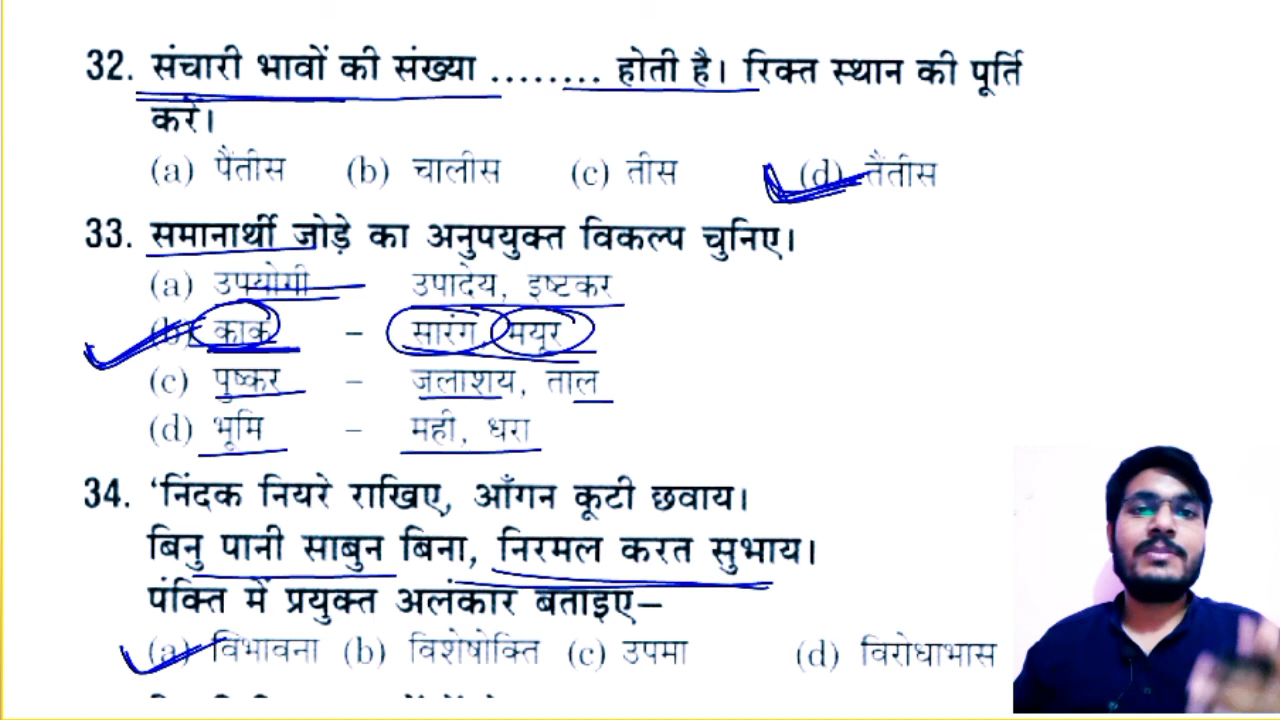 32. संचारी भावों की संख्या ........ होती है। रिक्त स्थान की पूर्ति
करें।
(a) पैंतीस (b) चालीस (c) तीस (d) तैंतीस
33. समानार्थी जोड़े का अनुपयुक्त विकल्प चुनिए।
(a) उपयोगी उपादेय, इष्टकर
(b) काक – सारंग मयूर
(c) पुष्कर – जलाशय, ताल
(d) भूमि – मही, धरा
34. 'निंदक नियरे राखिए, आँगन कूटी छवाय।
बिनु पानी साबुन बिना, निरमल करत सुभाय।
पंक्ति में प्रयुक्त अलंकार बताइए–
(a) विभावना (b) विशेषोक्ति (c) उपमा (d) विरोधाभास